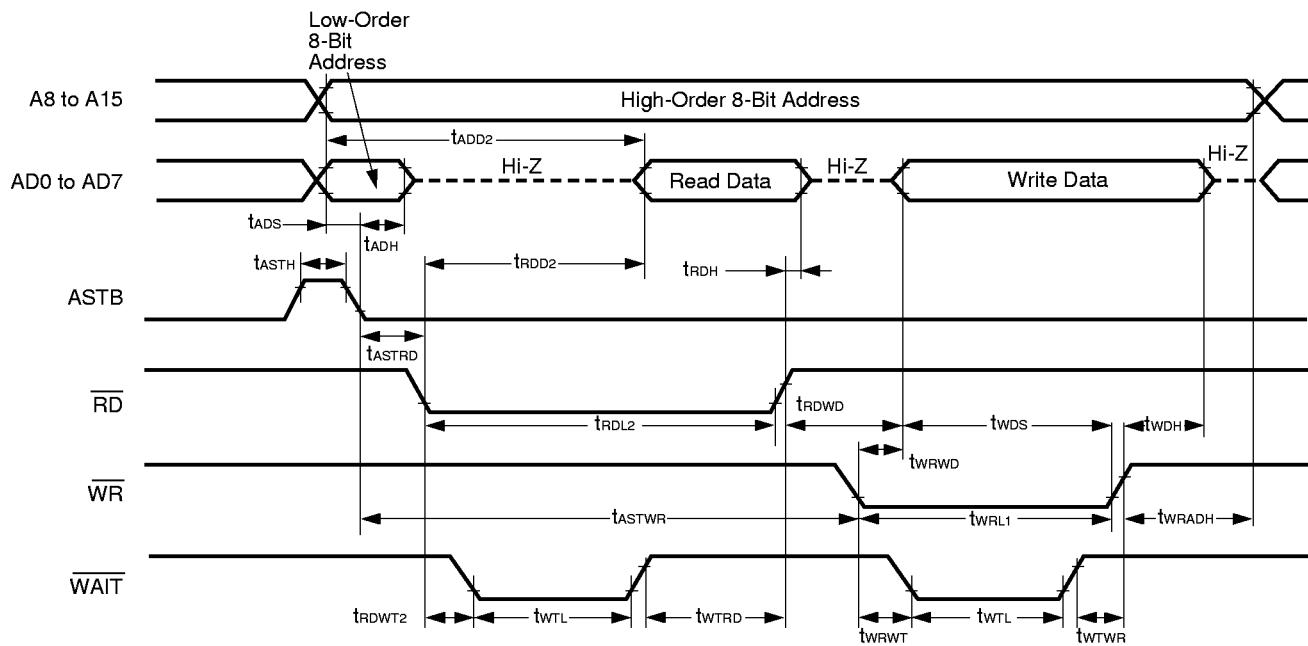 Low-Order
8-Bit
Address
A8 to A15
High-Order 8-Bit Address
tADD2
AD0 to AD7
Hi-Z
Read Data
Hi-Z
Write Data
Hi-Z
tADS
tADH
tASTH
tRDD2
tRDH
ASTB
tASTRD
RD
tRDL2
tRDWD
tWDS
tWDH
tWRWD
WR
tASTWR
tWRL1
tWRADH
WAIT
tRDWT2
tWTL
tWTRD
tWRWT
tWTL
tWTWR